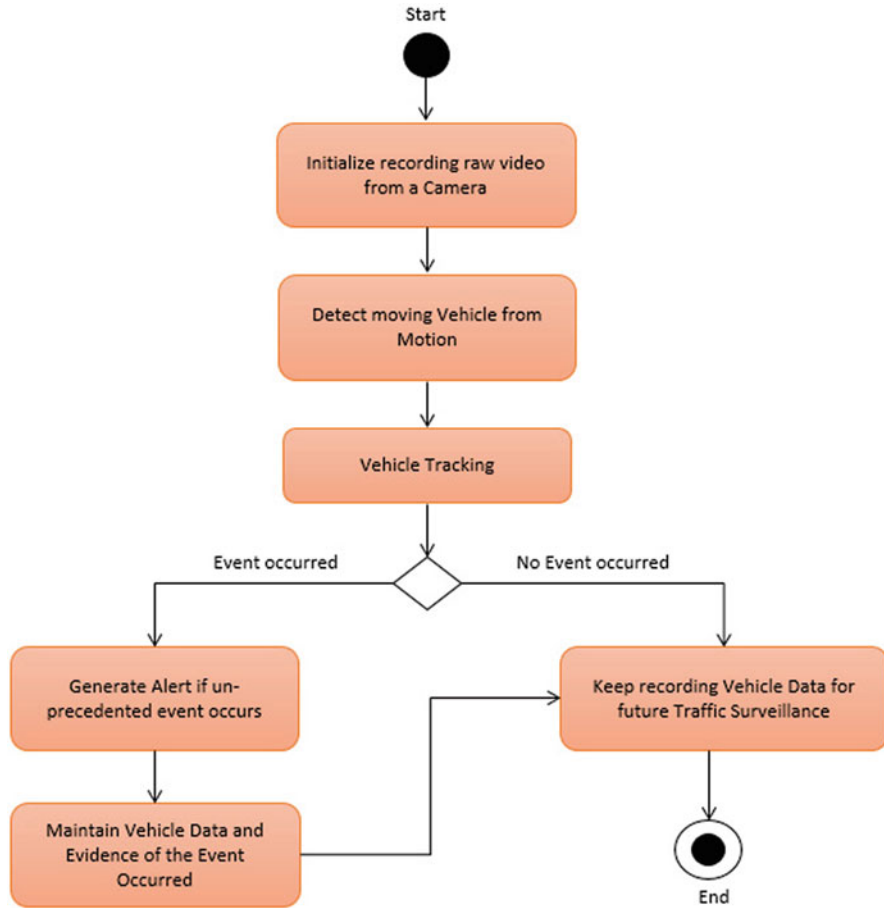 Start
Initialize recording raw video
from a Camera
Detect moving Vehicle from
Motion
Vehicle Tracking
Event occurred
No Event occurred
Generate Alert if un-
precedented event occurs
Keep recording Vehicle Data for
future Traffic Surveillance
Maintain Vehicle Data and
Evidence of the Event
Occurred
End